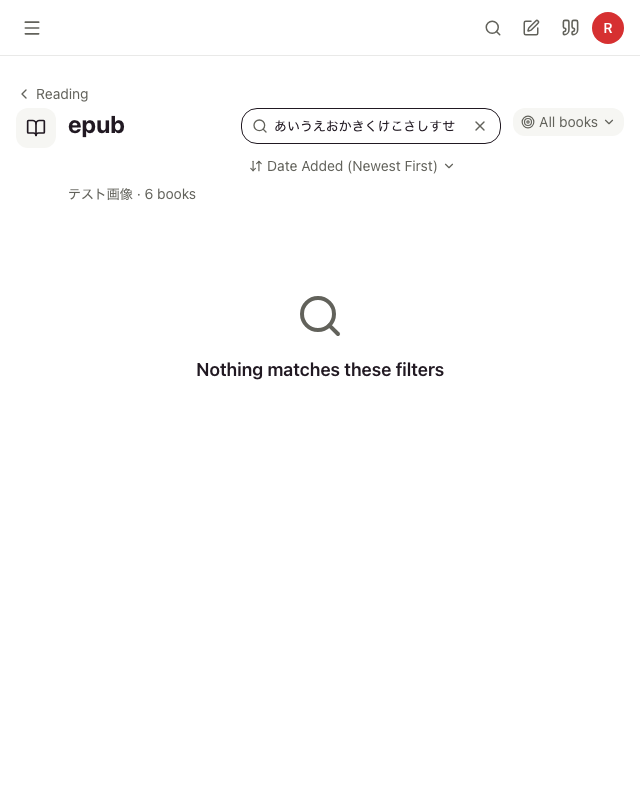 R
Reading
epub
あいうえおかきくけこさしすせ
All books
Date Added (Newest First)
テスト画像 · 6 books
Nothing matches these filters